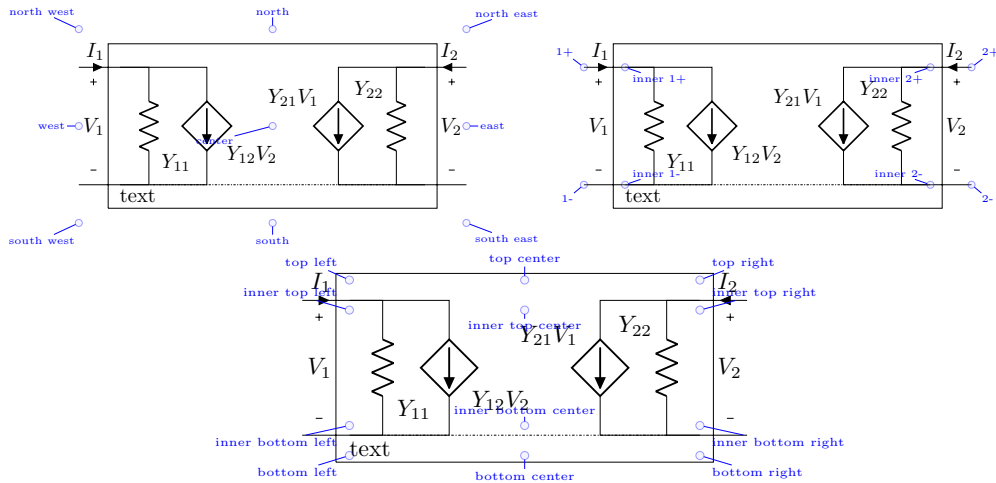 north west
north
north east
I₁
I₂
+
+
west
V₁
Y₂₁V₁
Y₂₂
V₂
east
center
Y₁₁
Y₁₂V₂
-
-
text
south west
south
south east
1+
I₁
I₂
2+
+
+
inner 1+
inner 2+
V₁
Y₂₁V₁
Y₂₂
V₂
Y₁₁
Y₁₂V₂
-
-
inner 1-
inner 2-
1-
text
2-
top left
top center
top right
I₁
I₂
inner top left
inner top right
+
+
inner top center
Y₂₁V₁
Y₂₂
V₁
V₂
Y₁₁
Y₁₂V₂
inner bottom center
-
-
inner bottom left
inner bottom right
text
bottom left
bottom center
bottom right